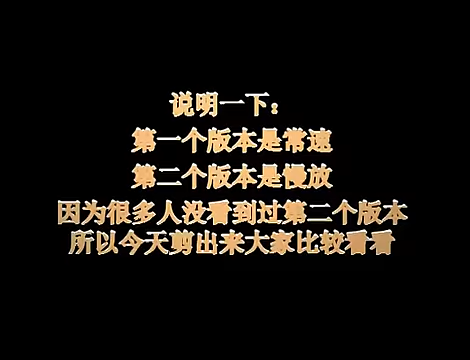 说明一下：
第一个版本是常速
第二个版本是慢放
因为很多人没看到过第二个版本
所以今天剪出来大家比较看看